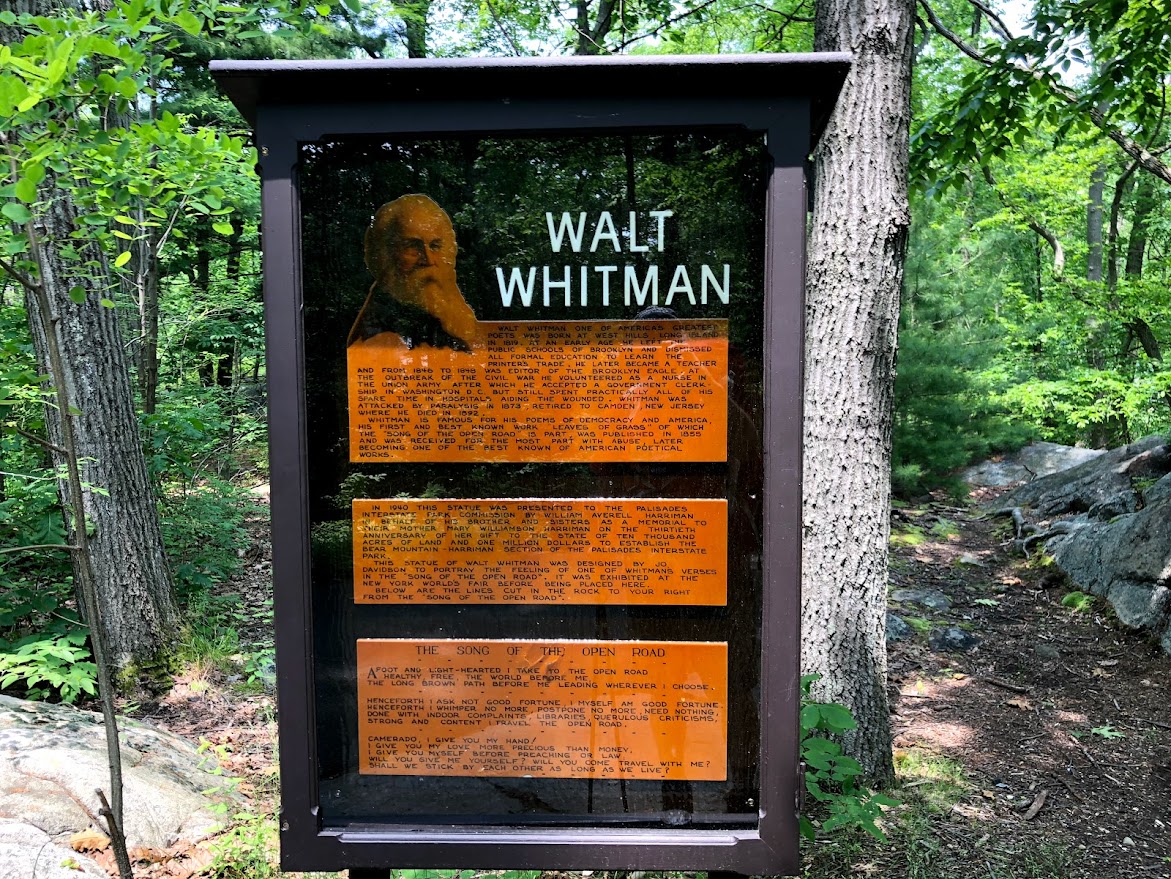 WALT
WHITMAN
WALT WHITMAN ONE OF AMERICAS GREATEST
POETS WAS BORN AT WEST HILLS, LONG ISLAND
IN 1819. AT AN EARLY AGE HE LEFT THE
PUBLIC SCHOOLS OF BROOKLYN AND DISMISSED
ALL FORMAL EDUCATION TO LEARN THE
PRINTERS TRADE. HE LATER BECAME A TEACHER
AND FROM 1846 TO 1848 WAS EDITOR OF THE BROOKLYN EAGLE. AT
THE OUTBREAK OF THE CIVIL WAR HE VOLUNTEERED AS A NURSE IN
THE UNION ARMY, AFTER WHICH HE ACCEPTED A GOVERNMENT CLERK-
SHIP IN WASHINGTON D.C. BUT STILL SPENT PRACTICALLY ALL OF HIS
SPARE TIME IN HOSPITALS AIDING THE WOUNDED. WHITMAN WAS
ATTACKED BY PARALYSIS IN 1873, RETIRED TO CAMDEN NEW JERSEY
WHERE HE DIED IN 1892.
WHITMAN IS FAMOUS FOR HIS POEMS OF DEMOCRACY AND AMERICA,
HIS FIRST AND BEST KNOWN WORK "LEAVES OF GRASS" OF WHICH
THE "SONG OF THE OPEN ROAD" IS PART, WAS PUBLISHED IN 1855
AND WAS RECEIVED FOR THE MOST PART WITH ABUSE, LATER
BECOMING ONE OF THE BEST KNOWN OF AMERICAN POETICAL
WORKS.
IN 1940 THIS STATUE WAS PRESENTED TO THE PALISADES
INTERSTATE PARK COMMISSION BY WILLIAM AVERELL HARRIMAN
IN BEHALF OF HIS BROTHER AND SISTERS AS A MEMORIAL TO
THEIR MOTHER MARY WILLIAMSON HARRIMAN ON THE THIRTIETH
ANNIVERSARY OF HER GIFT TO THE STATE OF TEN THOUSAND
ACRES OF LAND AND ONE MILLION DOLLARS TO ESTABLISH THE
BEAR MOUNTAIN-HARRIMAN SECTION OF THE PALISADES INTERSTATE
PARK.
THIS STATUE OF WALT WHITMAN WAS DESIGNED BY JO
DAVIDSON TO PORTRAY THE FEELING OF ONE OF WHITMANS VERSES
IN THE "SONG OF THE OPEN ROAD". IT WAS EXHIBITED AT THE
NEW YORK WORLD'S FAIR BEFORE BEING PLACED HERE.
BELOW ARE THE LINES CUT IN THE ROCK TO YOUR RIGHT
FROM THE "SONG OF THE OPEN ROAD".
THE SONG OF THE OPEN ROAD
AFOOT AND LIGHT-HEARTED I TAKE TO THE OPEN ROAD
HEALTHY FREE, THE WORLD BEFORE ME
THE LONG BROWN PATH BEFORE ME LEADING WHEREVER I CHOOSE.
HENCEFORTH I ASK NOT GOOD FORTUNE, I MYSELF AM GOOD FORTUNE
HENCEFORTH I WHIMPER NO MORE, POSTPONE NO MORE, NEED NOTHING,
DONE WITH INDOOR COMPLAINTS, LIBRARIES, QUERULOUS CRITICISMS,
STRONG AND CONTENT I TRAVEL THE OPEN ROAD.
CAMERADO, I GIVE YOU MY HAND!
I GIVE YOU MY LOVE MORE PRECIOUS THAN MONEY,
I GIVE YOU MYSELF BEFORE PREACHING OR LAW
WILL YOU GIVE ME YOURSELF? WILL YOU COME TRAVEL WITH ME?
SHALL WE STICK BY EACH OTHER AS LONG AS WE LIVE?